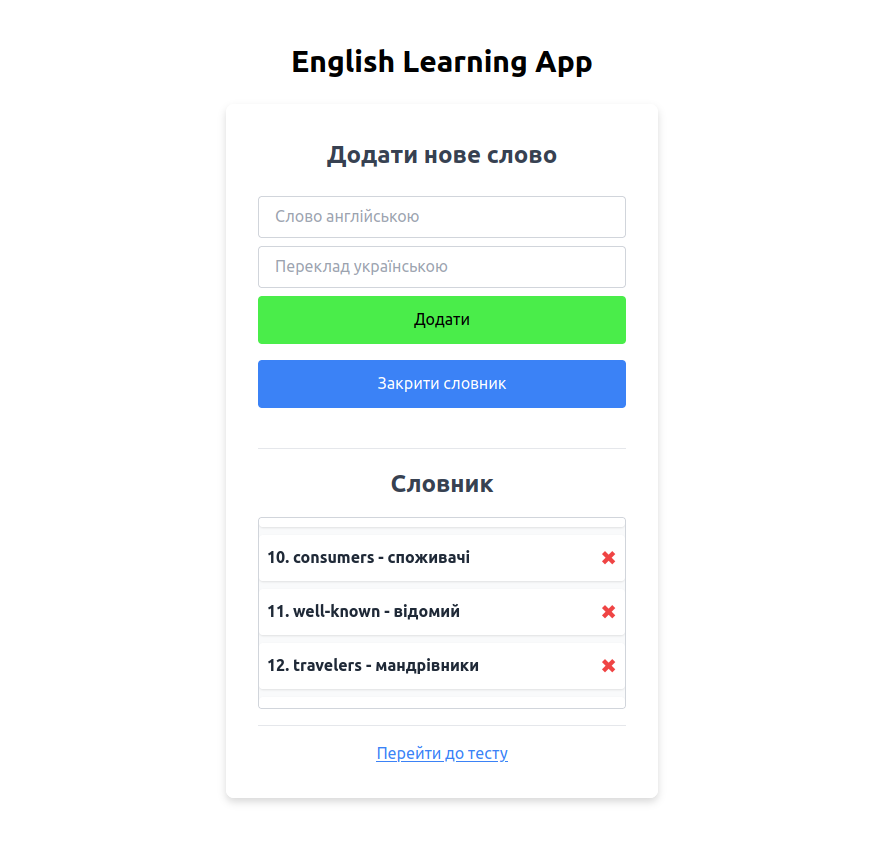 English Learning App
Додати нове слово
Слово англійською
Переклад українською
Додати
Закрити словник
Словник
10. consumers - споживачі ✖
11. well-known - відомий ✖
12. travelers - мандрівники ✖
Перейти до тесту